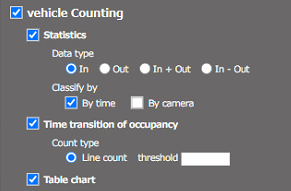 vehicle Counting
Statistics
Data type
In Out In + Out In - Out
Classify by
By time By camera
Time transition of occupancy
Count type
Line count threshold
Table chart